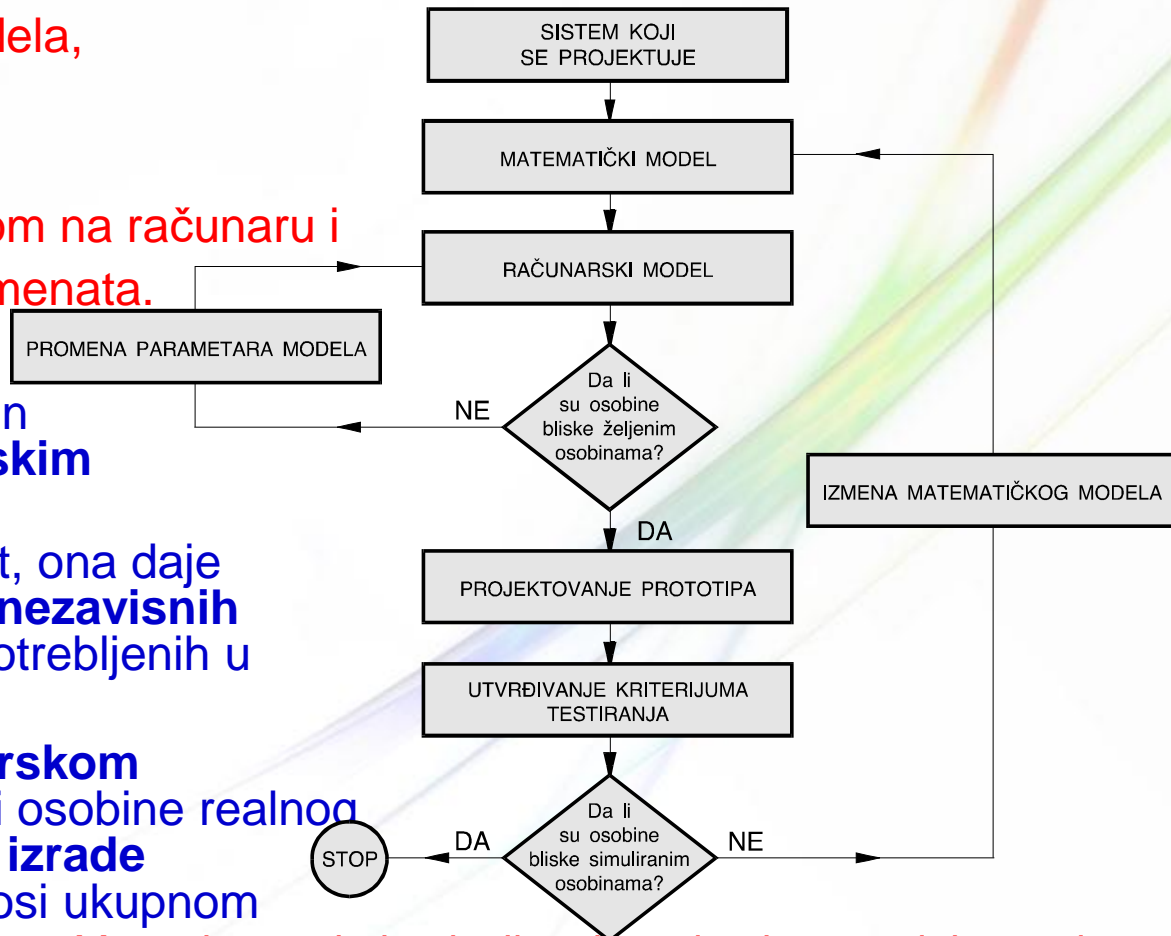 SISTEM KOJI
SE PROJEKTUJE
MATEMATIČKI MODEL
om na računaru i
RAČUNARSKI MODEL
menata.
PROMENA PARAMETARA MODELA
Da li
su osobine
bliske željenim
osobinama?
NE
DA
skim
IZMENA MATEMATIČKOG MODELA
t, ona daje
nezavisnih
otrebljenih u
PROJEKTOVANJE PROTOTIPA
UTVRĐIVANJE KRITERIJUMA
TESTIRANJA
rskom
i osobine realnog
izrade
osi ukupnom
Da li
su osobine
bliske simuliranim
osobinama?
DA
NE
STOP